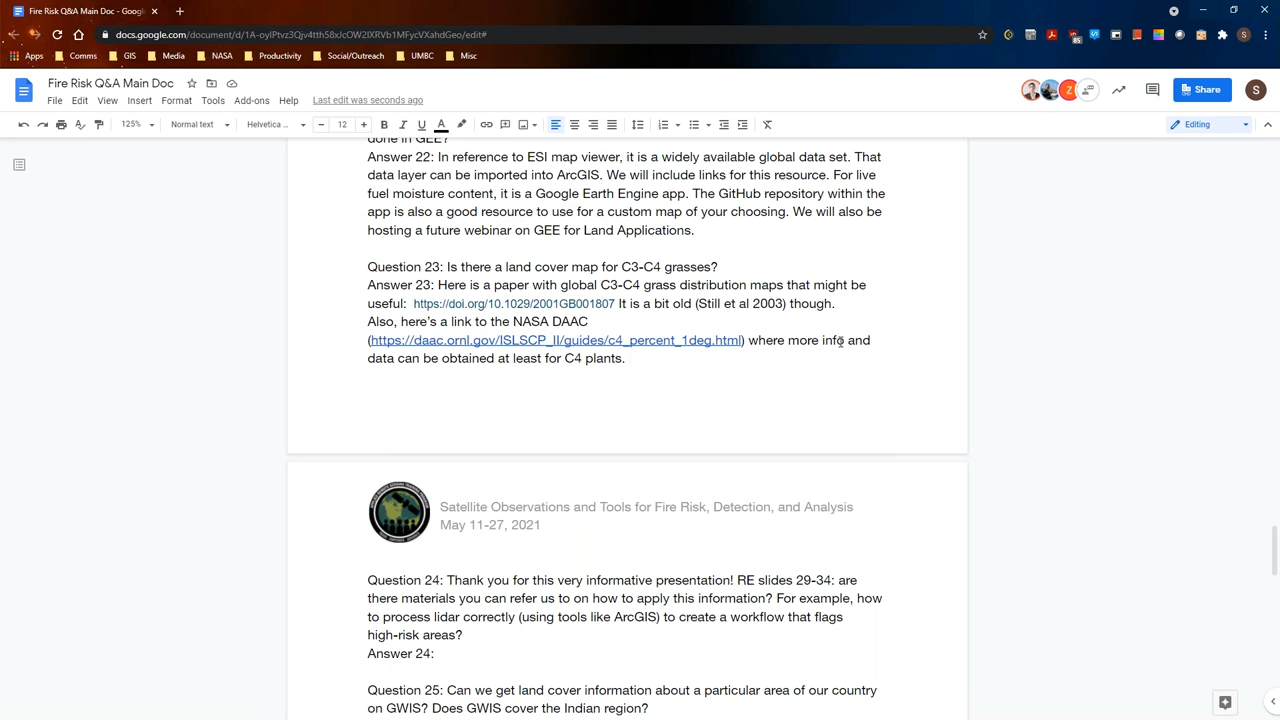 Fire Risk Q&A Main Doc - Google
docs.google.com/document/d/1A-oyIPtvz3Qjv4tth58xJcOW2IXRVb1MFycVXahdGeo/edit#
Apps Comms GIS Media NASA Productivity Social/Outreach UMBC Misc
Fire Risk Q&A Main Doc
File Edit View Insert Format Tools Add-ons Help Last edit was seconds ago
Share
S
125% Normal text Helvetica ... 12 Editing
done in GEE?
Answer 22: In reference to ESI map viewer, it is a widely available global data set. That
data layer can be imported into ArcGIS. We will include links for this resource. For live
fuel moisture content, it is a Google Earth Engine app. The GitHub repository within the
app is also a good resource to use for a custom map of your choosing. We will also be
hosting a future webinar on GEE for Land Applications.
Question 23: Is there a land cover map for C3-C4 grasses?
Answer 23: Here is a paper with global C3-C4 grass distribution maps that might be
useful: https://doi.org/10.1029/2001GB001807 It is a bit old (Still et al 2003) though.
Also, here's a link to the NASA DAAC
(https://daac.ornl.gov/ISLSCP_II/guides/c4_percent_1deg.html) where more info and
data can be obtained at least for C4 plants.
Satellite Observations and Tools for Fire Risk, Detection, and Analysis
May 11-27, 2021
Question 24: Thank you for this very informative presentation! RE slides 29-34: are
there materials you can refer us to on how to apply this information? For example, how
to process lidar correctly (using tools like ArcGIS) to create a workflow that flags
high-risk areas?
Answer 24:
Question 25: Can we get land cover information about a particular area of our country
on GWIS? Does GWIS cover the Indian region?